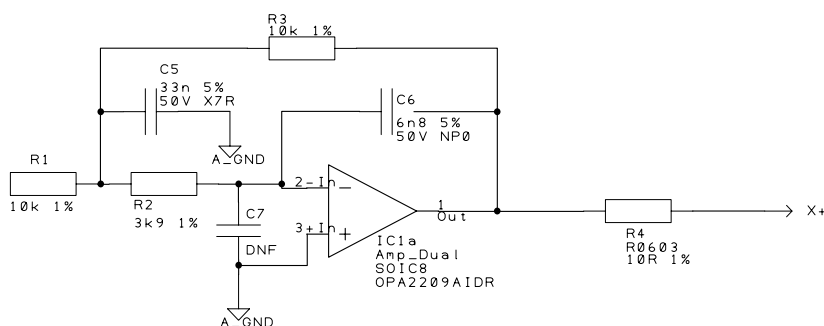 R3
10k 1%
C5
33n 5%
50V X7R
C6
6n8 5%
50V NP0
A_GND
R1
10k 1%
R2
3k9 1%
C7
DNF
2 -In
3 +In
1
Out
IC1a
Amp_Dual
SOIC8
OPA2209AIDR
A_GND
R4
R0603
10R 1%
X+